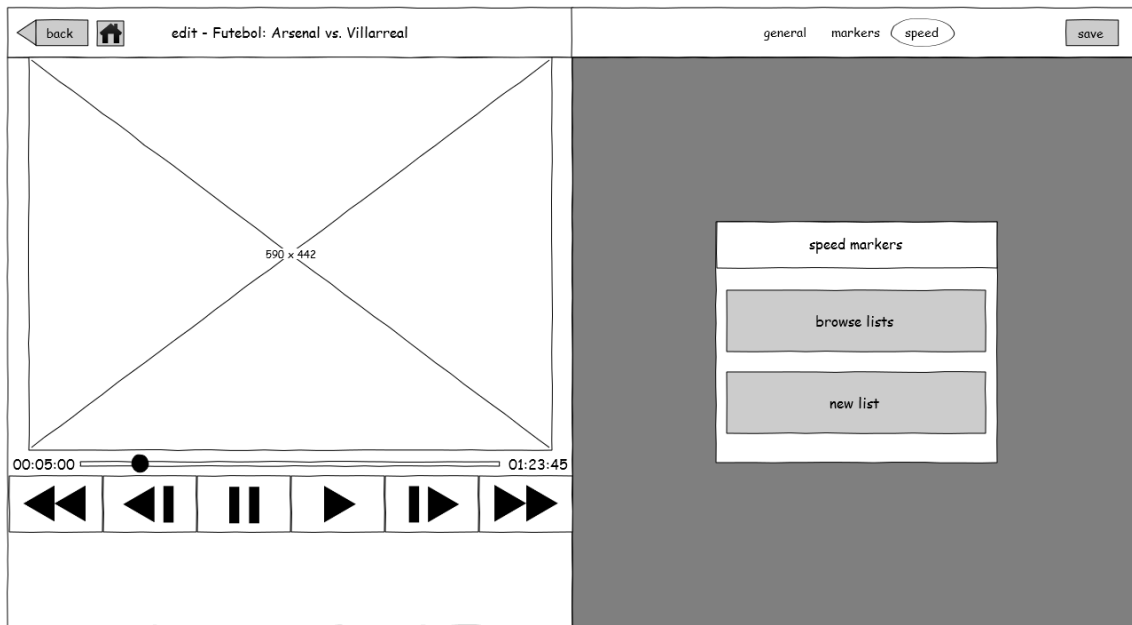 back
edit - Futebol: Arsenal vs. Villarreal
general markers speed
save
590 x 442
speed markers
browse lists
new list
00:05:00 01:23:45